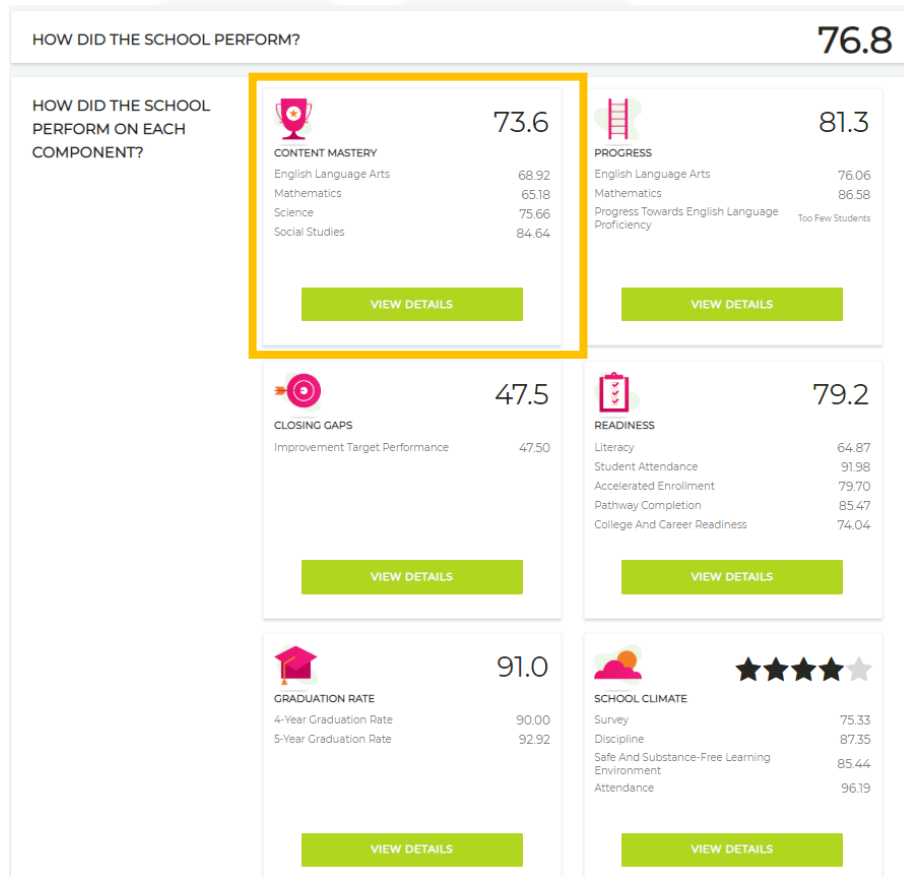 HOW DID THE SCHOOL PERFORM?
76.8
HOW DID THE SCHOOL
PERFORM ON EACH
COMPONENT?
73.6
CONTENT MASTERY
English Language Arts 68.92
Mathematics 65.18
Science 75.66
Social Studies 84.64
VIEW DETAILS
81.3
PROGRESS
English Language Arts 76.06
Mathematics 86.58
Progress Towards English Language
Proficiency
Too Few Students
VIEW DETAILS
47.5
CLOSING GAPS
Improvement Target Performance 47.50
VIEW DETAILS
79.2
READINESS
Literacy 64.87
Student Attendance 91.98
Accelerated Enrollment 79.70
Pathway Completion 85.47
College And Career Readiness 74.04
VIEW DETAILS
91.0
GRADUATION RATE
4-Year Graduation Rate 90.00
5-Year Graduation Rate 92.92
VIEW DETAILS
SCHOOL CLIMATE
Survey 75.33
Discipline 87.35
Safe And Substance-Free Learning
Environment
85.44
Attendance 96.19
VIEW DETAILS